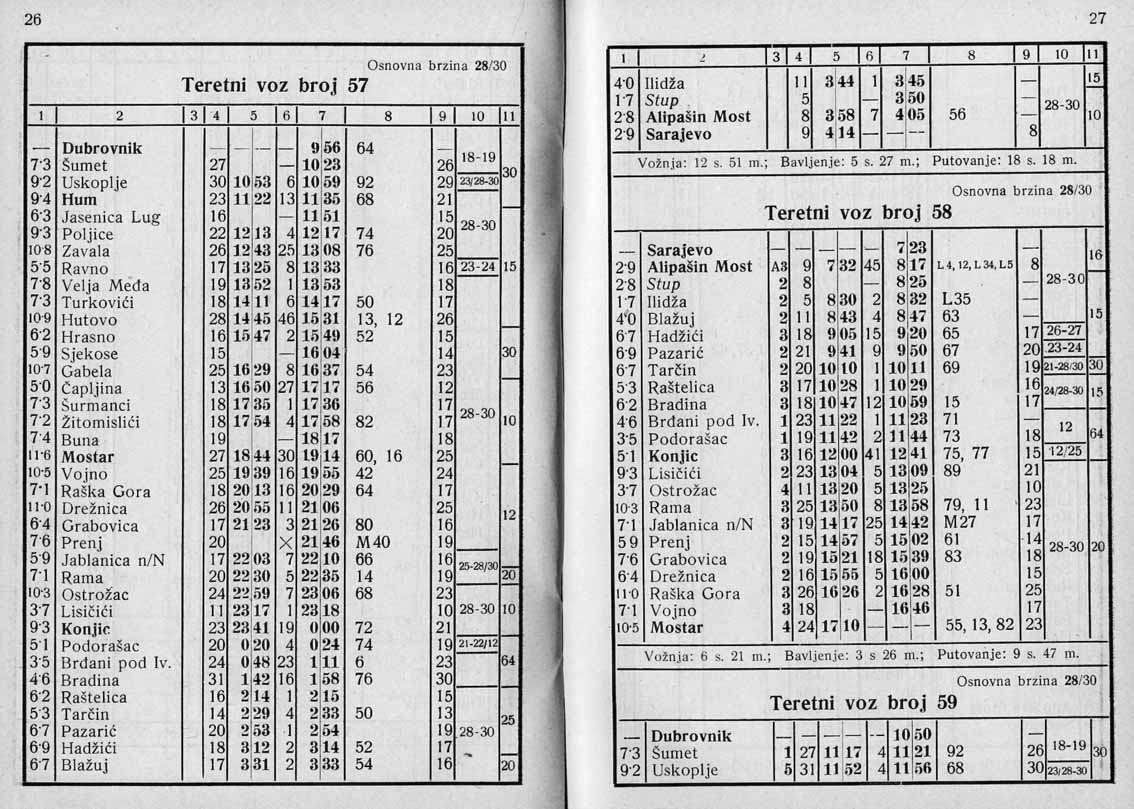 26
Osnovna brzina 28/30
Teretni voz broj 57
1 2 3 4 5 6 7 8 9 10 11
— Dubrovnik — — — — 9 56 64 —
7·3 Šumet 27 — 10 23 26 18-19 30
9·2 Uskoplje 30 10 53 6 10 59 92 29 23/28-30
9·4 Hum 23 11 22 13 11 35 68 21
6·3 Jasenica Lug 16 — 11 51 15
9·3 Poljice 22 12 13 4 12 17 74 20 28-30
10·8 Zavala 26 12 43 25 13 08 76 25
5·5 Ravno 17 13 25 8 13 33 16 23-24 15
7·8 Velja Međa 19 13 52 1 13 53 18
7·3 Turkovići 18 14 11 6 14 17 50 17
10·9 Hutovo 28 14 45 46 15 31 13, 12 26
6·2 Hrasno 16 15 47 2 15 49 52 15
5·9 Sjekose 15 — 16 04 14 30
10·7 Gabela 25 16 29 8 16 37 54 23
5·0 Čapljina 13 16 50 27 17 17 56 12
7·3 Šurmanci 18 17 35 1 17 36 17 28-30
7·2 Žitomislići 18 17 54 4 17 58 82 17 10
7·4 Buna 19 — 18 17 18
11·6 Mostar 27 18 44 30 19 14 60, 16 25
10·5 Vojno 25 19 39 16 19 55 42 24
7·1 Raška Gora 18 20 13 16 20 29 64 17
11·0 Drežnica 26 20 55 11 21 06 25
6·4 Grabovica 17 21 23 3 21 26 80 16 12
7·6 Prenj 20 X 21 46 M40 19
5·9 Jablanica n/N 17 22 03 7 22 10 66 16 25-28/30
7·1 Rama 20 22 30 5 22 35 14 19 20
10·3 Ostrožac 24 22 59 7 23 06 68 23
3·7 Lisičići 11 23 17 1 23 18 10 28-30 10
9·3 Konjic 23 23 41 19 0 00 72 21
5·1 Podorašac 20 0 20 4 0 24 74 19 21-22/12
3·5 Brđani pod Iv. 24 0 48 23 1 11 6 23 64
4·6 Bradina 31 1 42 16 1 58 76 30
6·2 Raštelica 16 2 14 1 2 15 15
5·3 Tarčin 14 2 29 4 2 33 50 13 25
6·7 Pazarić 20 2 53 1 2 54 19 28-30
6·9 Hadžići 18 3 12 2 3 14 52 17
6·7 Blažuj 17 3 31 2 3 33 54 16 20
27
1 2 3 4 5 6 7 8 9 10 11
4·0 Ilidža 11 3 44 1 3 45 — 15
1·7 Stup 5 — 3 50 — 28-30
2·8 Alipašin Most 8 3 58 7 4 05 56 — 10
2·9 Sarajevo 9 4 14 — — — 8
Vožnja: 12 s. 51 m.; Bavljenje: 5 s. 27 m.; Putovanje: 18 s. 18 m.
Osnovna brzina 28/30
Teretni voz broj 58
— Sarajevo — — — — — 7 23 — 16
2·9 Alipašin Most A3 9 7 32 45 8 17 L4, 12, L34, L5 8
2·8 Stup 2 8 — 8 25 — 28-30
1·7 Ilidža 2 5 8 30 2 8 32 L35 —
4·0 Blažuj 2 11 8 43 4 8 47 63 — 15
6·7 Hadžići 3 18 9 05 15 9 20 65 17 26-27
6·9 Pazarić 2 21 9 41 9 9 50 67 20 23-24
6·7 Tarčin 2 20 10 10 1 10 11 69 19 21-28/30 30
5·3 Raštelica 3 17 10 28 1 10 29 16 24/28-30 15
6·2 Bradina 3 18 10 47 12 10 59 15 17
4·6 Brđani pod Iv. 1 23 11 22 1 11 23 71 12
3·5 Podorašac 1 19 11 42 2 11 44 73 18 64
5·1 Konjic 3 16 12 00 41 12 41 75, 77 15 12/25
9·3 Lisičići 2 23 13 04 5 13 09 89 21
3·7 Ostrožac 4 11 13 20 5 13 25 10
10·3 Rama 3 25 13 50 8 13 58 79, 11 23
7·1 Jablanica n/N 3 19 14 17 25 14 42 M27 17
5 9 Prenj 2 15 14 57 5 15 02 61 14 28-30 20
7·6 Grabovica 2 19 15 21 18 15 39 83 18
6·4 Drežnica 2 16 15 55 5 16 00 15
11·0 Raška Gora 3 26 16 26 2 16 28 51 25
7·1 Vojno 3 18 — 16 46 17
10·5 Mostar 4 24 17 10 — — — 55, 13, 82 23
Vožnja: 6 s. 21 m.; Bavljenje: 3 s 26 m.; Putovanje: 9 s. 47 m.
Osnovna brzina 28/30
Teretni voz broj 59
— Dubrovnik — — — — — 10 50 —
7·3 Šumet 1 27 11 17 4 11 21 92 26 18-19 30
9·2 Uskoplje 5 31 11 52 4 11 56 68 30 23/28-30